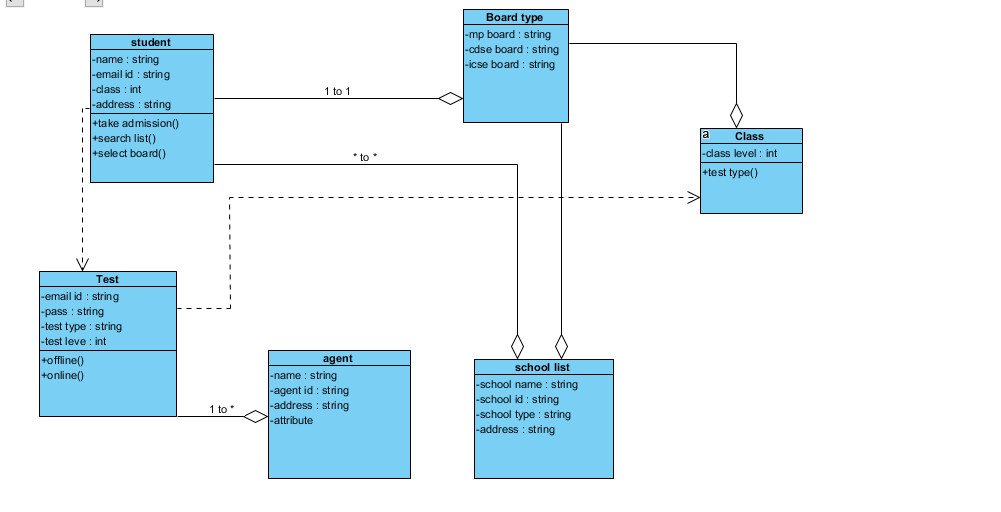 student
-name : string
-email id : string
-class : int
-address : string
+take admission()
+search list()
+select board()
1 to 1
Board type
-mp board : string
-cdse board : string
-icse board : string
* to *
a
Class
-class level : int
+test type()
Test
-email id : string
-pass : string
-test type : string
-test leve : int
+offline()
+online()
1 to *
agent
-name : string
-agent id : string
-address : string
-attribute
school list
-school name : string
-school id : string
-school type : string
-address : string